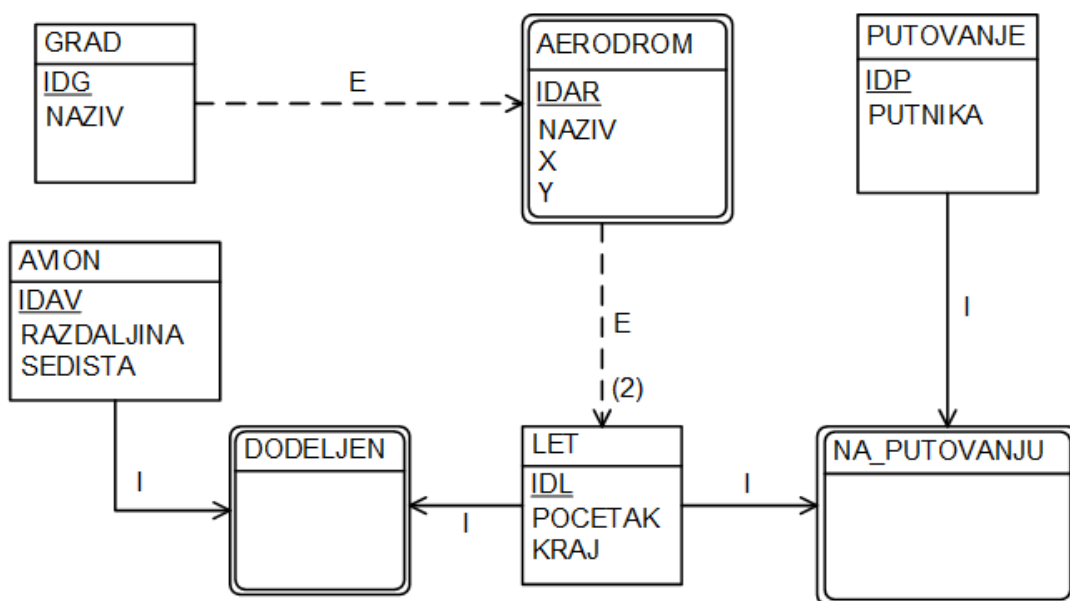 GRAD
IDG
NAZIV
E
AERODROM
IDAR
NAZIV
X
Y
PUTOVANJE
IDP
PUTNIKA
AVION
IDAV
RAZDALJINA
SEDISTA
E
(2)
I
I
DODELJEN
I
LET
IDL
POCETAK
KRAJ
I
NA_PUTOVANJU